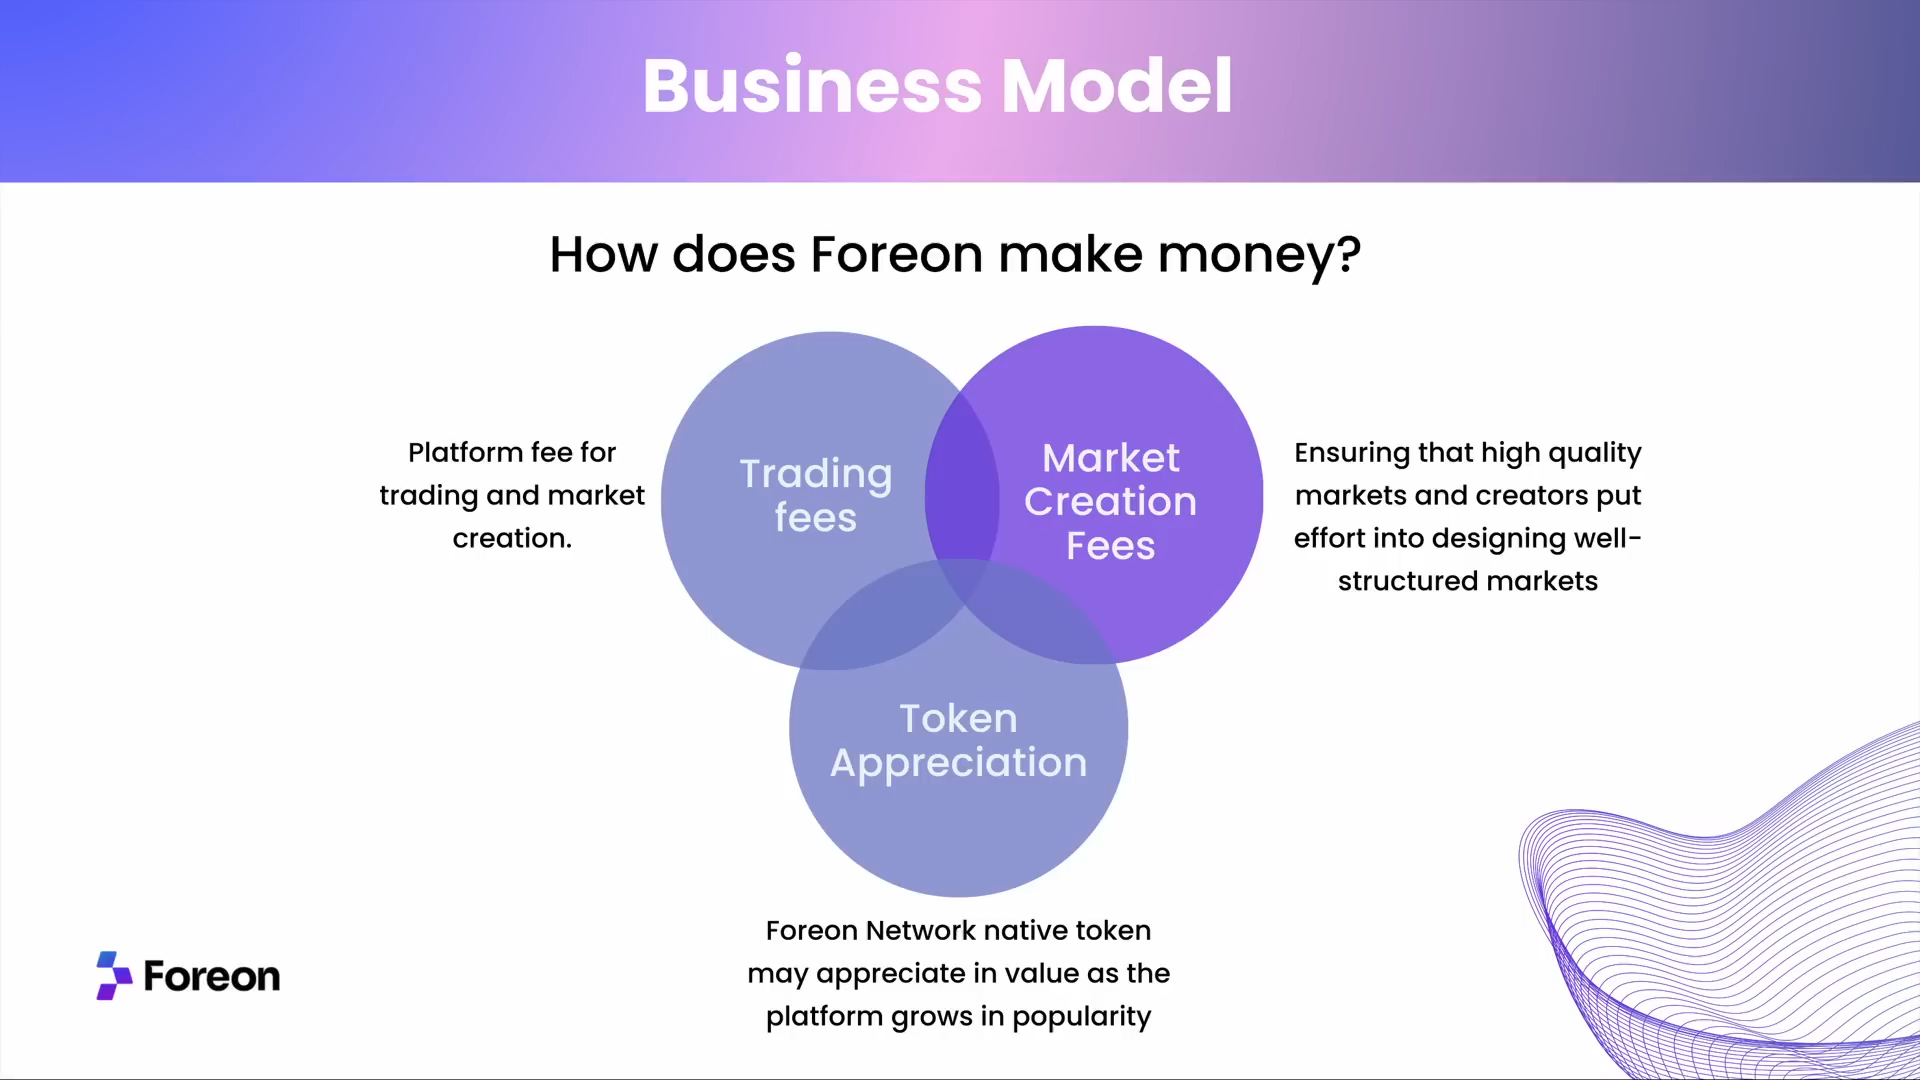 Business Model
How does Foreon make money?
Platform fee for
trading and market
creation.
Trading
fees
Market
Creation
Fees
Ensuring that high quality
markets and creators put
effort into designing well-
structured markets
Token
Appreciation
Foreon Network native token
may appreciate in value as the
platform grows in popularity
Foreon